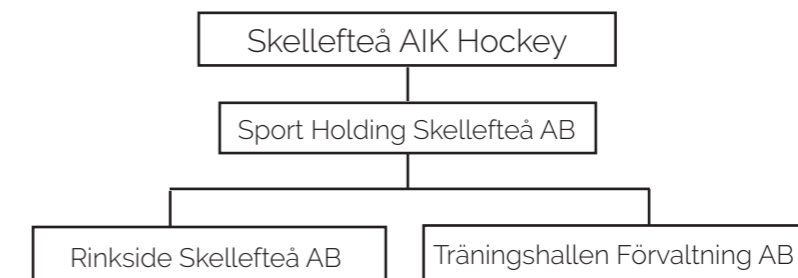 Skellefteå AIK Hockey
Sport Holding Skellefteå AB
Rinkside Skellefteå AB
Träningshallen Förvaltning AB